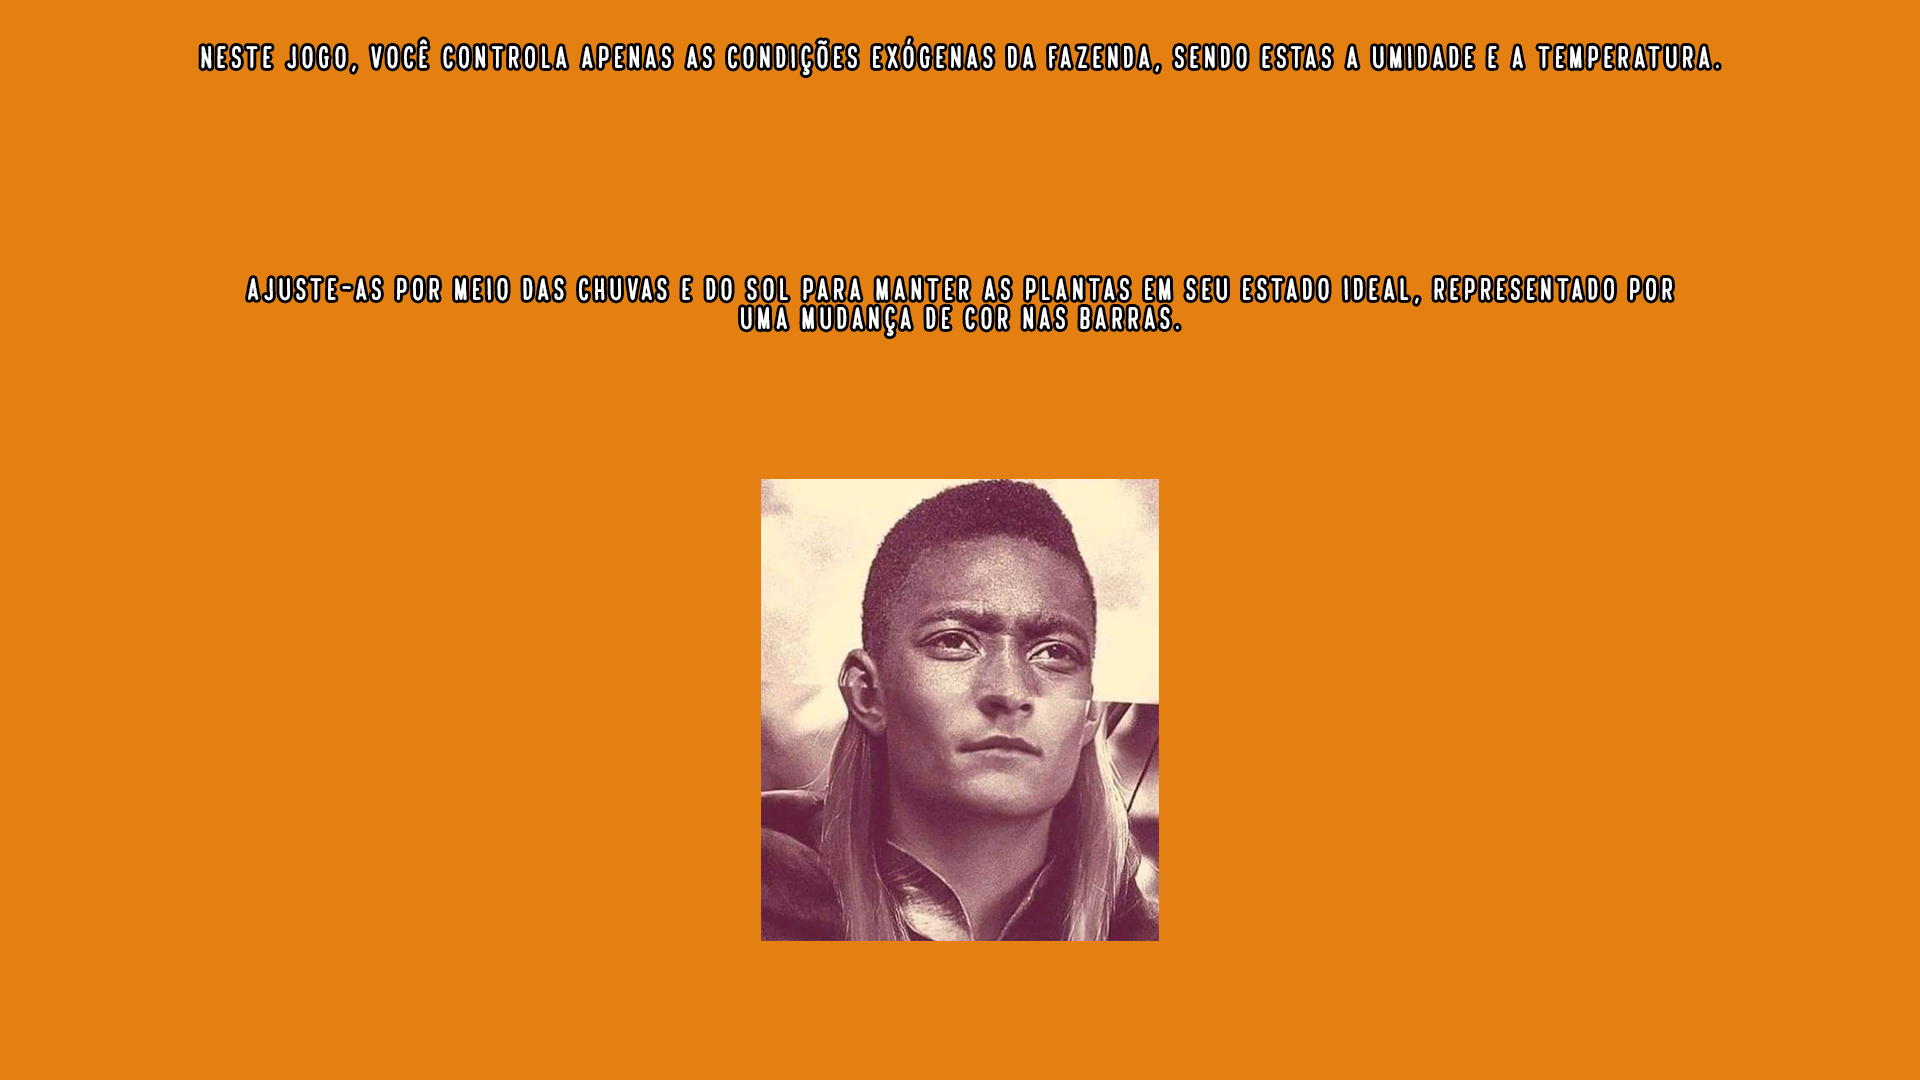 NESTE JOGO, VOCÊ CONTROLA APENAS AS CONDIÇÕES EXÓGENAS DA FAZENDA, SENDO ESTAS A UMIDADE E A TEMPERATURA.
AJUSTE-AS POR MEIO DAS CHUVAS E DO SOL PARA MANTER AS PLANTAS EM SEU ESTADO IDEAL, REPRESENTADO POR
UMA MUDANÇA DE COR NAS BARRAS.